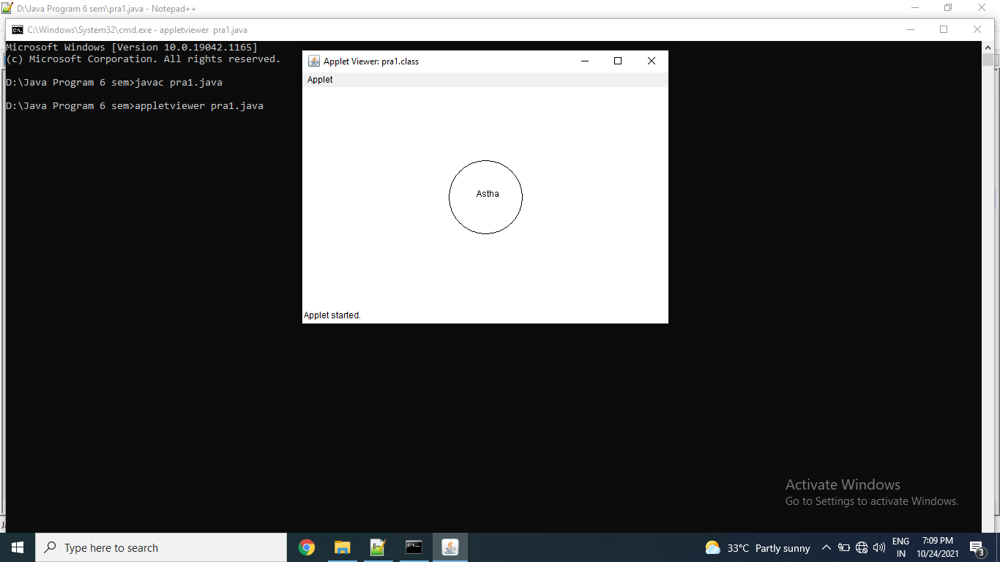 D:\Java Program 6 sem\pra1.java - Notepad++
C:\Windows\System32\cmd.exe - appletviewer  pra1.java
Microsoft Windows [Version 10.0.19042.1165]
(c) Microsoft Corporation. All rights reserved.
D:\Java Program 6 sem>javac pra1.java
D:\Java Program 6 sem>appletviewer pra1.java
Applet Viewer: pra1.class
Applet
Astha
Applet started.
Activate Windows
Go to Settings to activate Windows.
Type here to search
33°C Partly sunny
ENG
IN
7:09 PM
10/24/2021
3